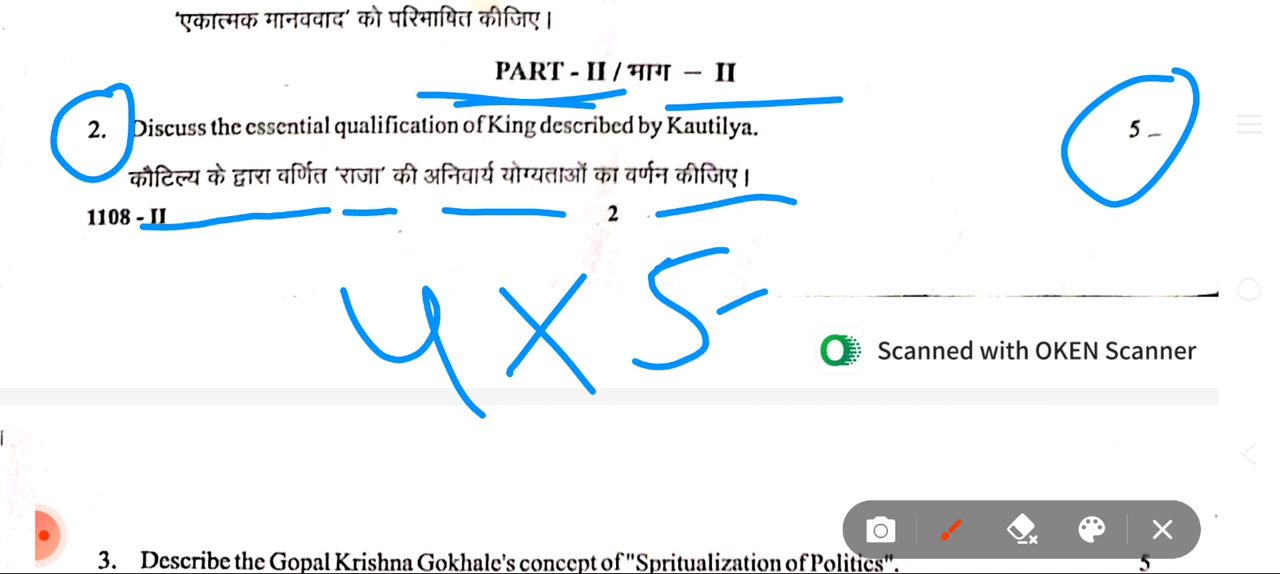 'एकात्मक मानववाद' को परिभाषित कीजिए।
PART - II / भाग – II
2. Discuss the essential qualification of King described by Kautilya. 5
कौटिल्य के द्वारा वर्णित 'राजा' की अनिवार्य योग्यताओं का वर्णन कीजिए।
1108 - II 2
4 X 5 -
Scanned with OKEN Scanner
3. Describe the Gopal Krishna Gokhale's concept of "Spritualization of Politics". 5